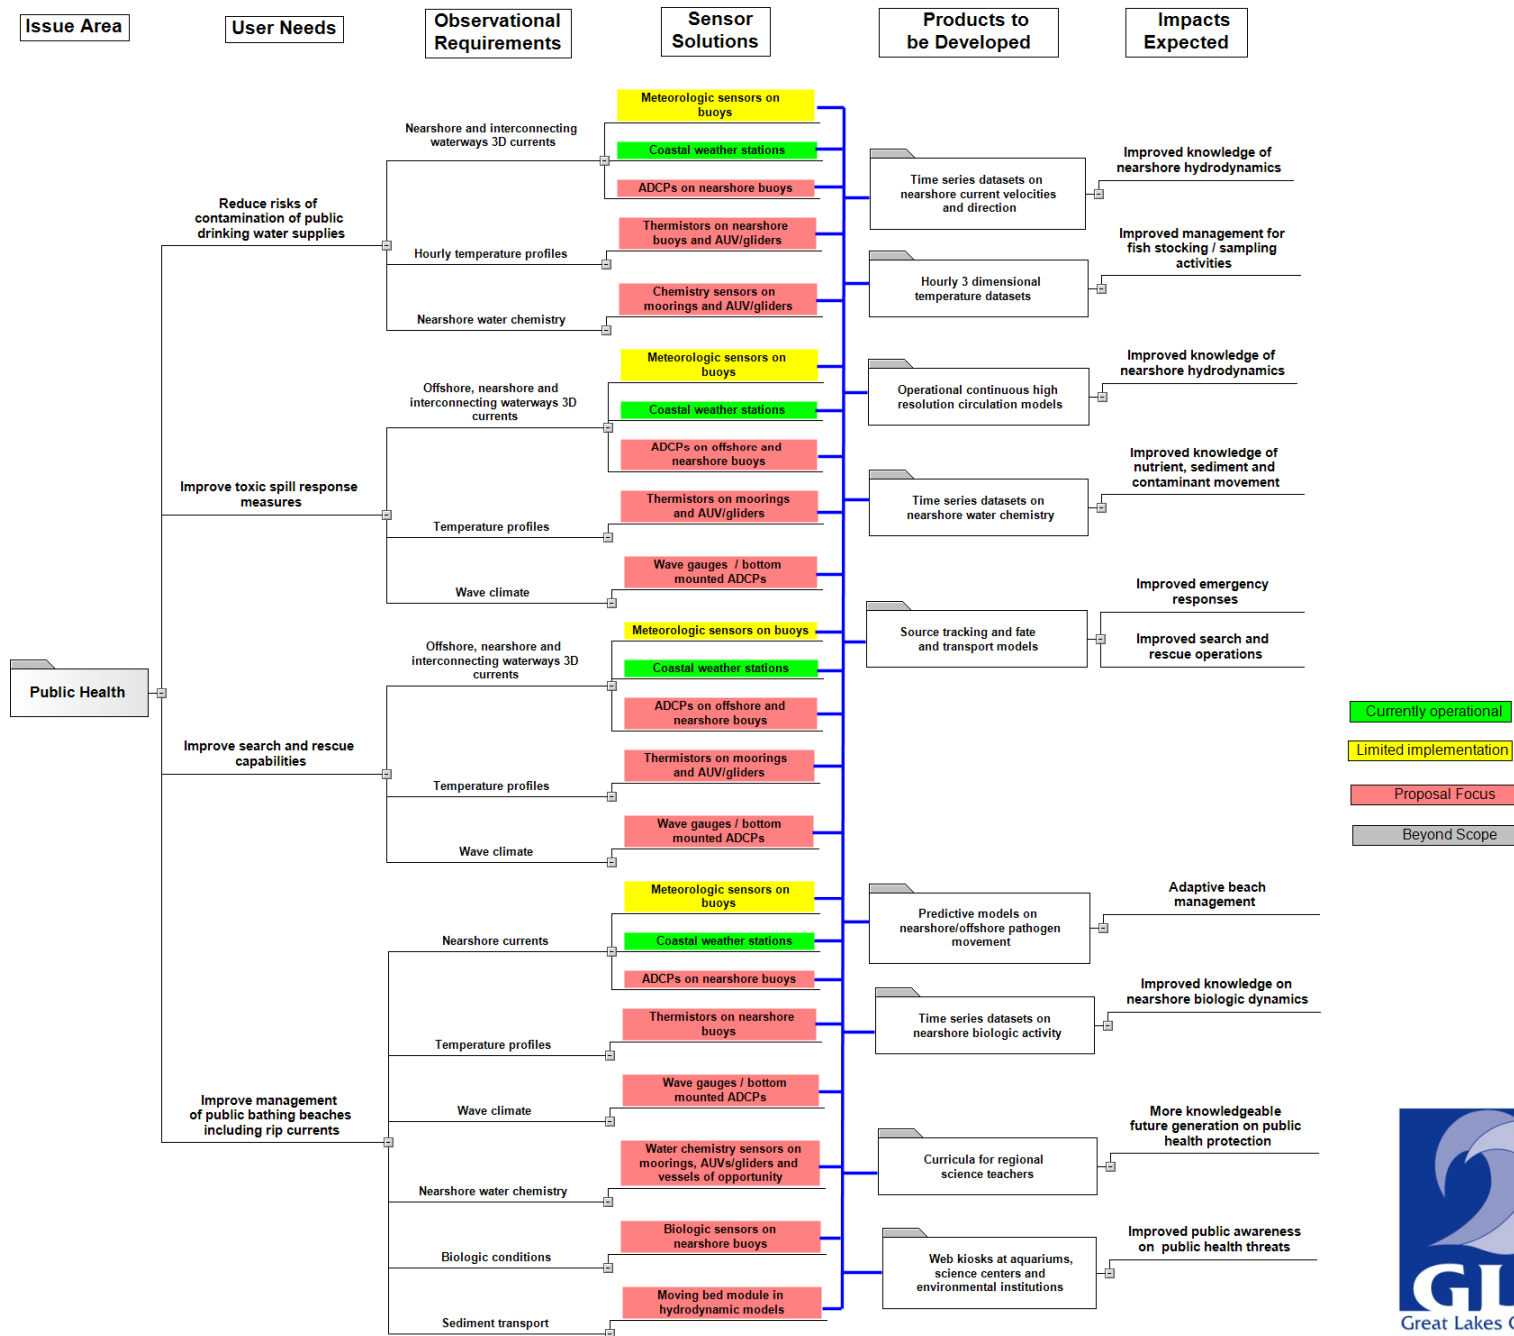 Issue Area
User Needs
Observational
Requirements
Sensor
Solutions
Products to
be Developed
Impacts
Expected
Public Health
Reduce risks of
contamination of public
drinking water supplies
Nearshore and interconnecting
waterways 3D currents
Meteorologic sensors on
buoys
Coastal weather stations
ADCPs on nearshore buoys
Hourly temperature profiles
Thermistors on nearshore
buoys and AUV/gliders
Nearshore water chemistry
Chemistry sensors on
moorings and AUV/gliders
Improve toxic spill response
measures
Offshore, nearshore and
interconnecting waterways 3D
currents
Meteorologic sensors on
buoys
Coastal weather stations
ADCPs on offshore and
nearshore buoys
Temperature profiles
Thermistors on moorings
and AUV/gliders
Wave climate
Wave gauges / bottom
mounted ADCPs
Improve search and rescue
capabilities
Offshore, nearshore and
interconnecting waterways 3D
currents
Meteorologic sensors on buoys
Coastal weather stations
ADCPs on offshore and
nearshore bouys
Temperature profiles
Thermistors on moorings
and AUV/gliders
Wave climate
Wave gauges / bottom
mounted ADCPs
Improve management
of public bathing beaches
including rip currents
Nearshore currents
Meteorologic sensors on
buoys
Coastal weather stations
ADCPs on nearshore buoys
Temperature profiles
Thermistors on nearshore
buoys
Wave climate
Wave gauges / bottom
mounted ADCPs
Nearshore water chemistry
Water chemistry sensors on
moorings, AUVs/gliders and
vessels of opportunity
Biologic conditions
Biologic sensors on
nearshore buoys
Sediment transport
Moving bed module in
hydrodynamic models
Time series datasets on
nearshore current velocities
and direction
Improved knowledge of
nearshore hydrodynamics
Hourly 3 dimensional
temperature datasets
Improved management for
fish stocking / sampling
activities
Operational continuous high
resolution circulation models
Improved knowledge of
nearshore hydrodynamics
Time series datasets on
nearshore water chemistry
Improved knowledge of
nutrient, sediment and
contaminant movement
Source tracking and fate
and transport models
Improved emergency
responses
Improved search and
rescue operations
Predictive models on
nearshore/offshore pathogen
movement
Adaptive beach
management
Time series datasets on
nearshore biologic activity
Improved knowledge on
nearshore biologic dynamics
Curricula for regional
science teachers
More knowledgeable
future generation on public
health protection
Web kiosks at aquariums,
science centers and
environmental institutions
Improved public awareness
on public health threats
Currently operational
Limited implementation
Proposal Focus
Beyond Scope
Great Lakes